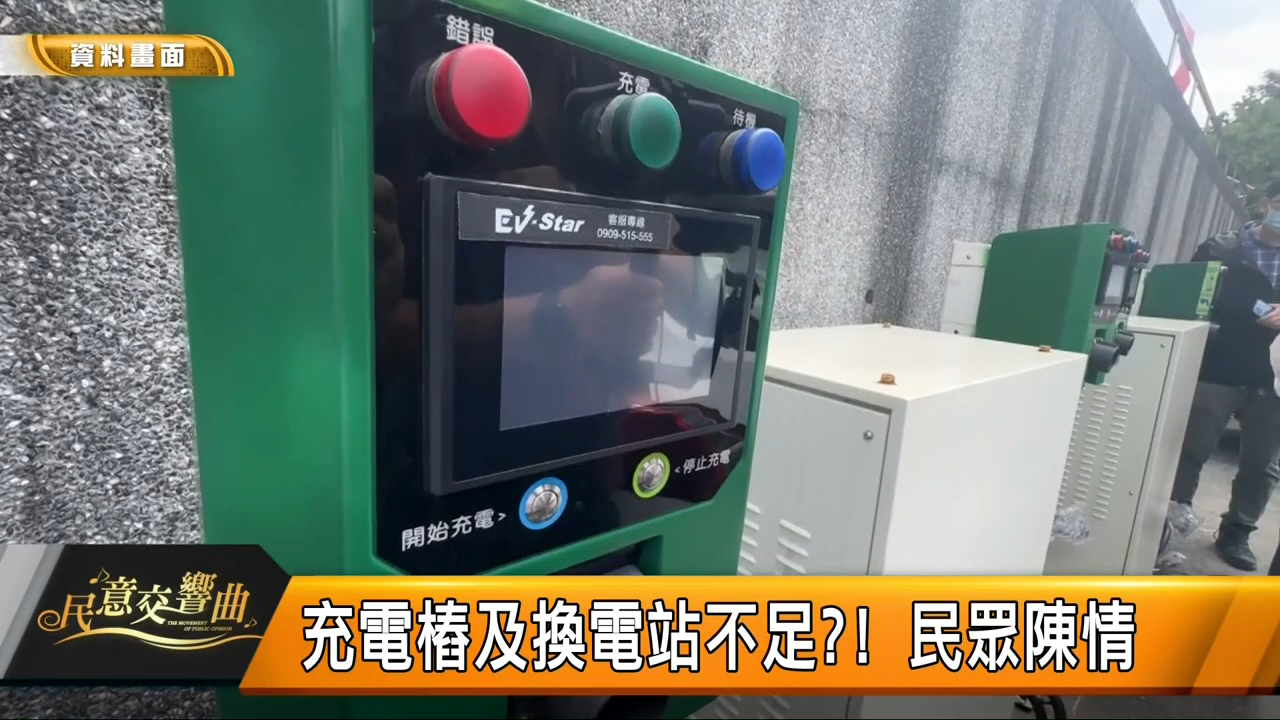 資料畫面
錯誤
充電
待機
EV-Star
客服專線
0909-515-555
開始充電>
<停止充電
民意交響曲
THE MOVEMENT
OF PUBLIC OPINION
充電樁及換電站不足?! 民眾陳情